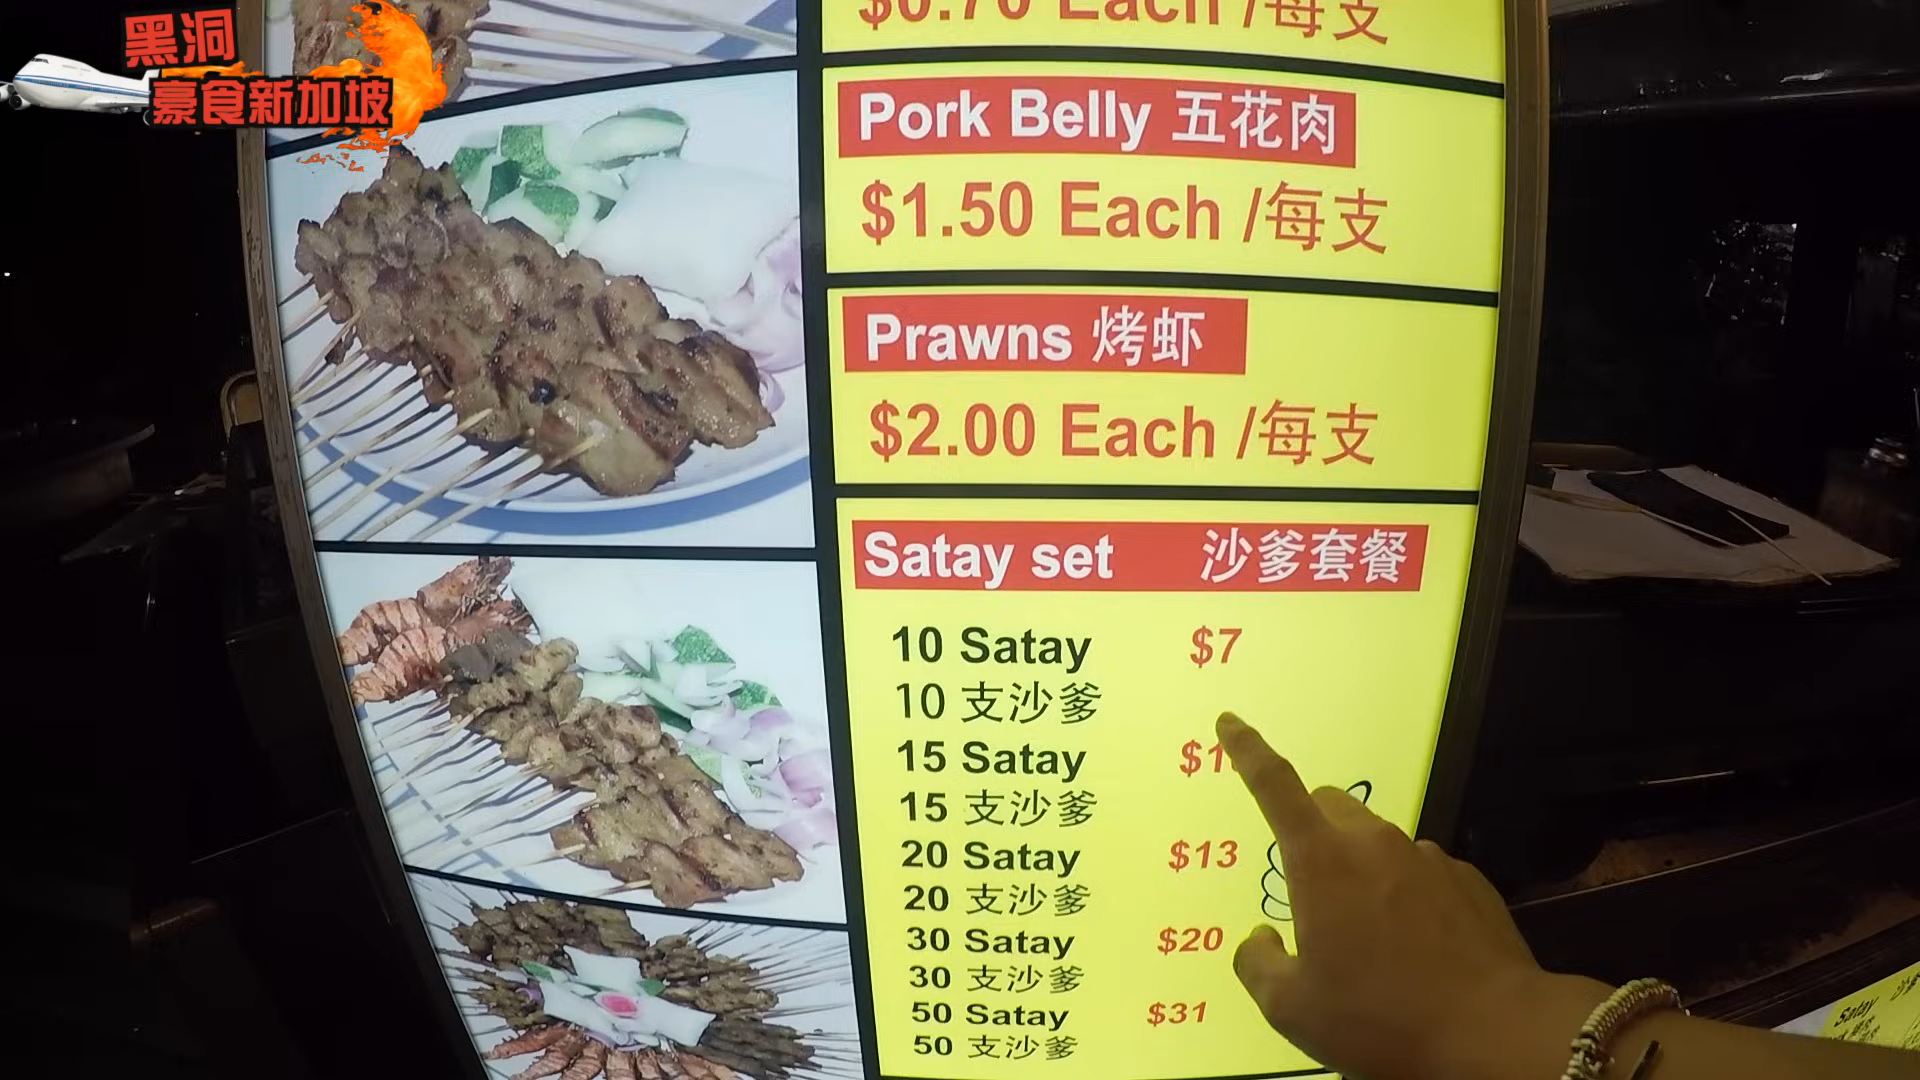 黑洞
豪食新加坡
$0.70 Each /每支
Pork Belly 五花肉
$1.50 Each /每支
Prawns 烤虾
$2.00 Each /每支
Satay set 沙爹套餐
10 Satay $7
10 支沙爹
15 Satay
15 支沙爹
20 Satay $13
20 支沙爹
30 Satay $20
30 支沙爹
50 Satay $31
50 支沙爹
Satay